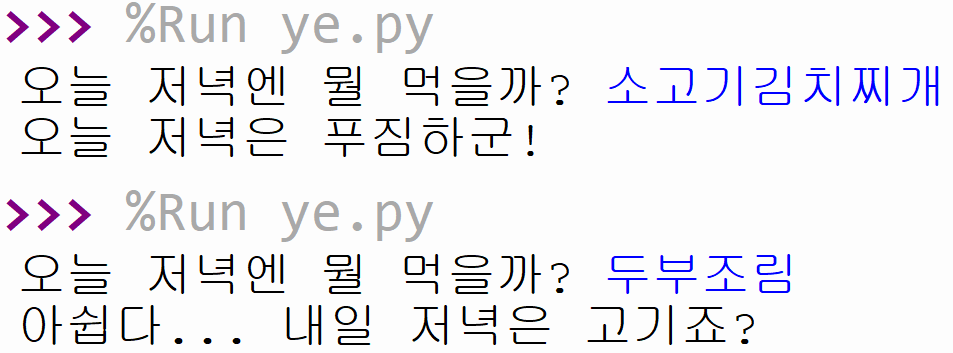 >>> %Run ye.py
오늘 저녁엔 뭘 먹을까? 소고기김치찌개
오늘 저녁은 푸짐하군!
>>> %Run ye.py
오늘 저녁엔 뭘 먹을까? 두부조림
아쉽다... 내일 저녁은 고기죠?